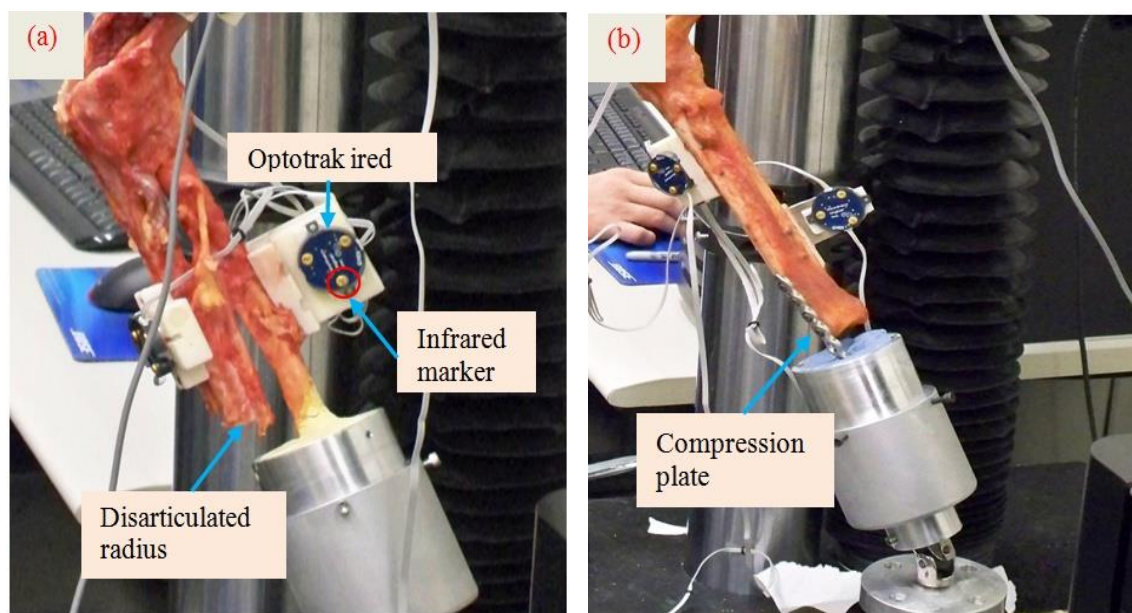 (a)
Optotrak ired
Infrared
marker
Disarticulated
radius
(b)
Compression
plate